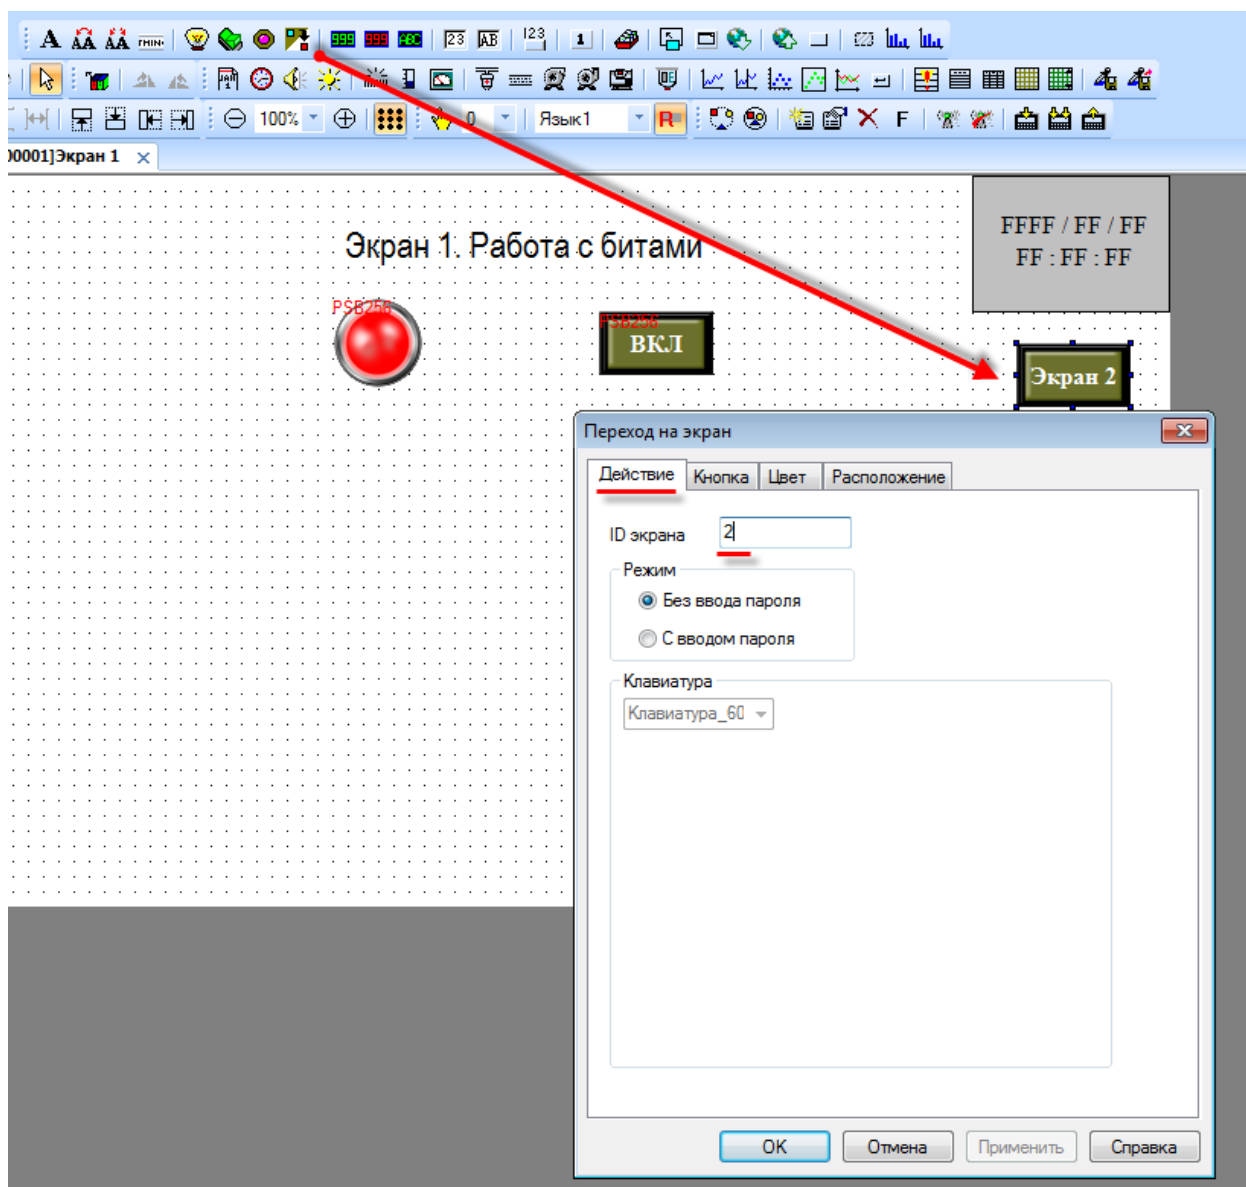 100%
0
Язык1
R
F
00001]Экран 1
Экран 1. Работа с битами
FFFF / FF / FF
FF : FF : FF
PSB256
PSB256
ВКЛ
Экран 2
Переход на экран
Действие
Кнопка
Цвет
Расположение
ID экрана
2
Режим
Без ввода пароля
С вводом пароля
Клавиатура
Клавиатура_60
OK
Отмена
Применить
Справка